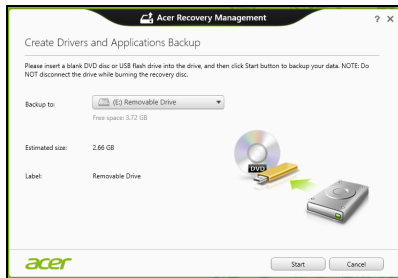 Acer Recovery Management
? ×
Create Drivers and Applications Backup
Please insert a blank DVD disc or USB flash drive into the drive, and then click Start button to backup your data. NOTE: Do
NOT disconnect the drive while burning the recovery disc.
Backup to: (E:) Removable Drive
Free space: 3.72 GB
Estimated size: 2.66 GB
DVD
Label: Removable Drive
acer Start Cancel